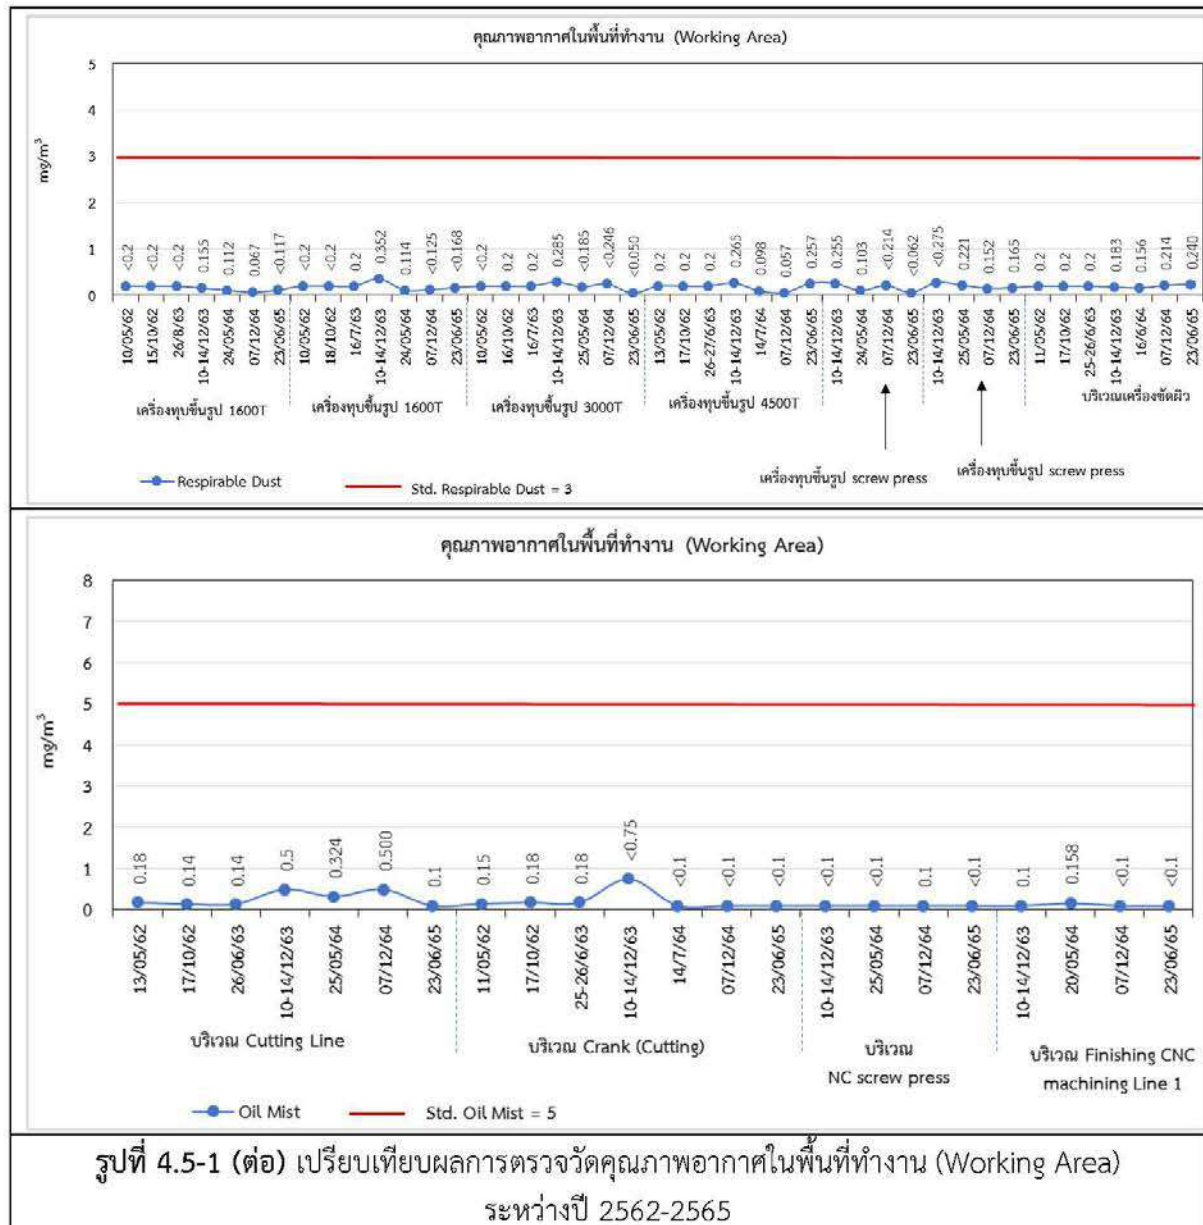 คุณภาพอากาศในพื้นที่ทำงาน (Working Area)
5
4
3
2
1
0
mg/m³
<0.2 <0.2 <0.2 0.155 0.112 0.067 <0.117 <0.2 <0.2 0.2 0.352 0.114 <0.125 <0.168 <0.2 0.2 0.2 0.285 <0.185 <0.246 <0.050 0.2 0.2 0.2 0.265 0.098 0.057 0.257 0.255 0.103 <0.214 <0.062 <0.275 0.221 0.152 0.165 0.2 0.2 0.2 0.183 0.156 0.214 0.240
10/05/62 15/10/62 26/8/63 10-14/12/63 24/05/64 07/12/64 23/06/65 10/05/62 18/10/62 16/7/63 10-14/12/63 24/05/64 07/12/64 23/06/65 10/05/62 16/10/62 16/7/63 10-14/12/63 25/05/64 07/12/64 23/06/65 13/05/62 17/10/62 26-27/6/63 10-14/12/63 14/7/64 07/12/64 23/06/65 10-14/12/63 24/05/64 07/12/64 23/06/65 10-14/12/63 25/05/64 07/12/64 23/06/65 11/05/62 17/10/62 25-26/6/63 10-14/12/63 16/6/64 07/12/64 23/06/65
เครื่องทุบขึ้นรูป 1600T เครื่องทุบขึ้นรูป 1600T เครื่องทุบขึ้นรูป 3000T เครื่องทุบขึ้นรูป 4500T บริเวณเครื่องขัดผิว
เครื่องทุบขึ้นรูป screw press เครื่องทุบขึ้นรูป screw press
Respirable Dust Std. Respirable Dust = 3
คุณภาพอากาศในพื้นที่ทำงาน (Working Area)
8
7
6
5
4
3
2
1
0
mg/m³
0.18 0.14 0.14 0.5 0.324 0.500 0.1 0.15 0.18 0.18 <0.75 <0.1 <0.1 <0.1 <0.1 <0.1 0.1 <0.1 0.1 0.158 <0.1 <0.1
13/05/62 17/10/62 26/06/63 10-14/12/63 25/05/64 07/12/64 23/06/65 11/05/62 17/10/62 25-26/6/63 10-14/12/63 14/7/64 07/12/64 23/06/65 10-14/12/63 25/05/64 07/12/64 23/06/65 10-14/12/63 20/05/64 07/12/64 23/06/65
บริเวณ Cutting Line บริเวณ Crank (Cutting) บริเวณ บริเวณ Finishing CNC
NC screw press machining Line 1
Oil Mist Std. Oil Mist = 5
รูปที่ 4.5-1 (ต่อ) เปรียบเทียบผลการตรวจวัดคุณภาพอากาศในพื้นที่ทำงาน (Working Area)
ระหว่างปี 2562-2565